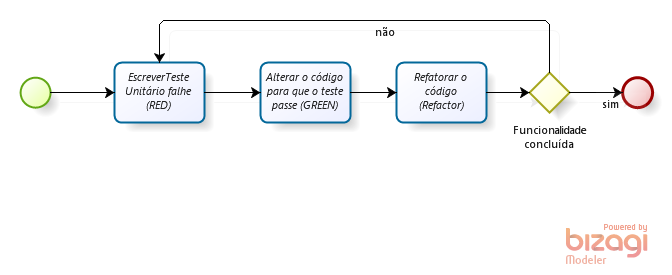 não
EscreverTeste
Unitário falhe
(RED)
Alterar o código
para que o teste
passe (GREEN)
Refatorar o
código
(Refactor)
sim
Funcionalidade
concluída
Powered by
bizagi
Modeler